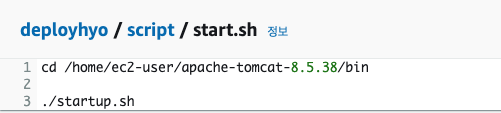 deployhyo / script / start.sh 정보
1 cd /home/ec2-user/apache-tomcat-8.5.38/bin
2
3 ./startup.sh